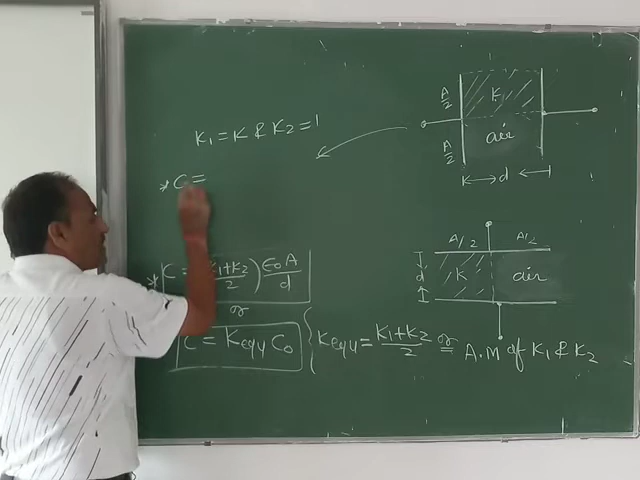 K₁ = K & K₂ = 1
* C =
* C = (K₁+K₂/2) ε₀A/d
or
C = Kequ C₀
Kequ = K₁+K₂/2 or A.M of K₁ & K₂
A/2
K
air
A/2
K ⟷ d ⟷
A/2 A/2
d
K
air